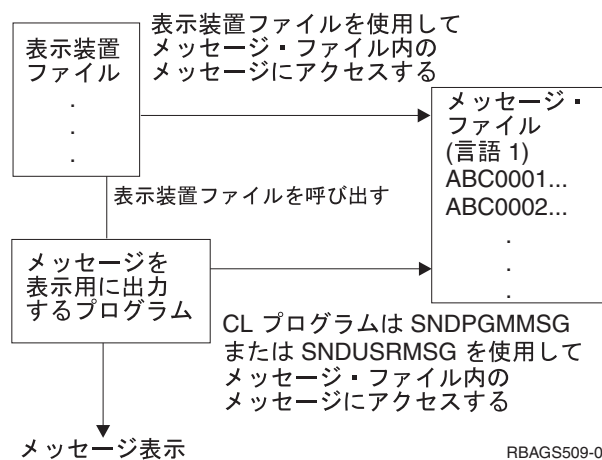 表示装置
ファイル
.
.
.
表示装置ファイルを使用して
メッセージ・ファイル内の
メッセージにアクセスする
メッセージ・
ファイル
(言語 1)
ABC0001...
ABC0002...
.
.
.
表示装置ファイルを呼び出す
メッセージを
表示用に出力
するプログラム
CL プログラムは SNDPGMMSG
または SNDUSRMSG を使用して
メッセージ・ファイル内の
メッセージにアクセスする
メッセージ表示
RBAGS509-0